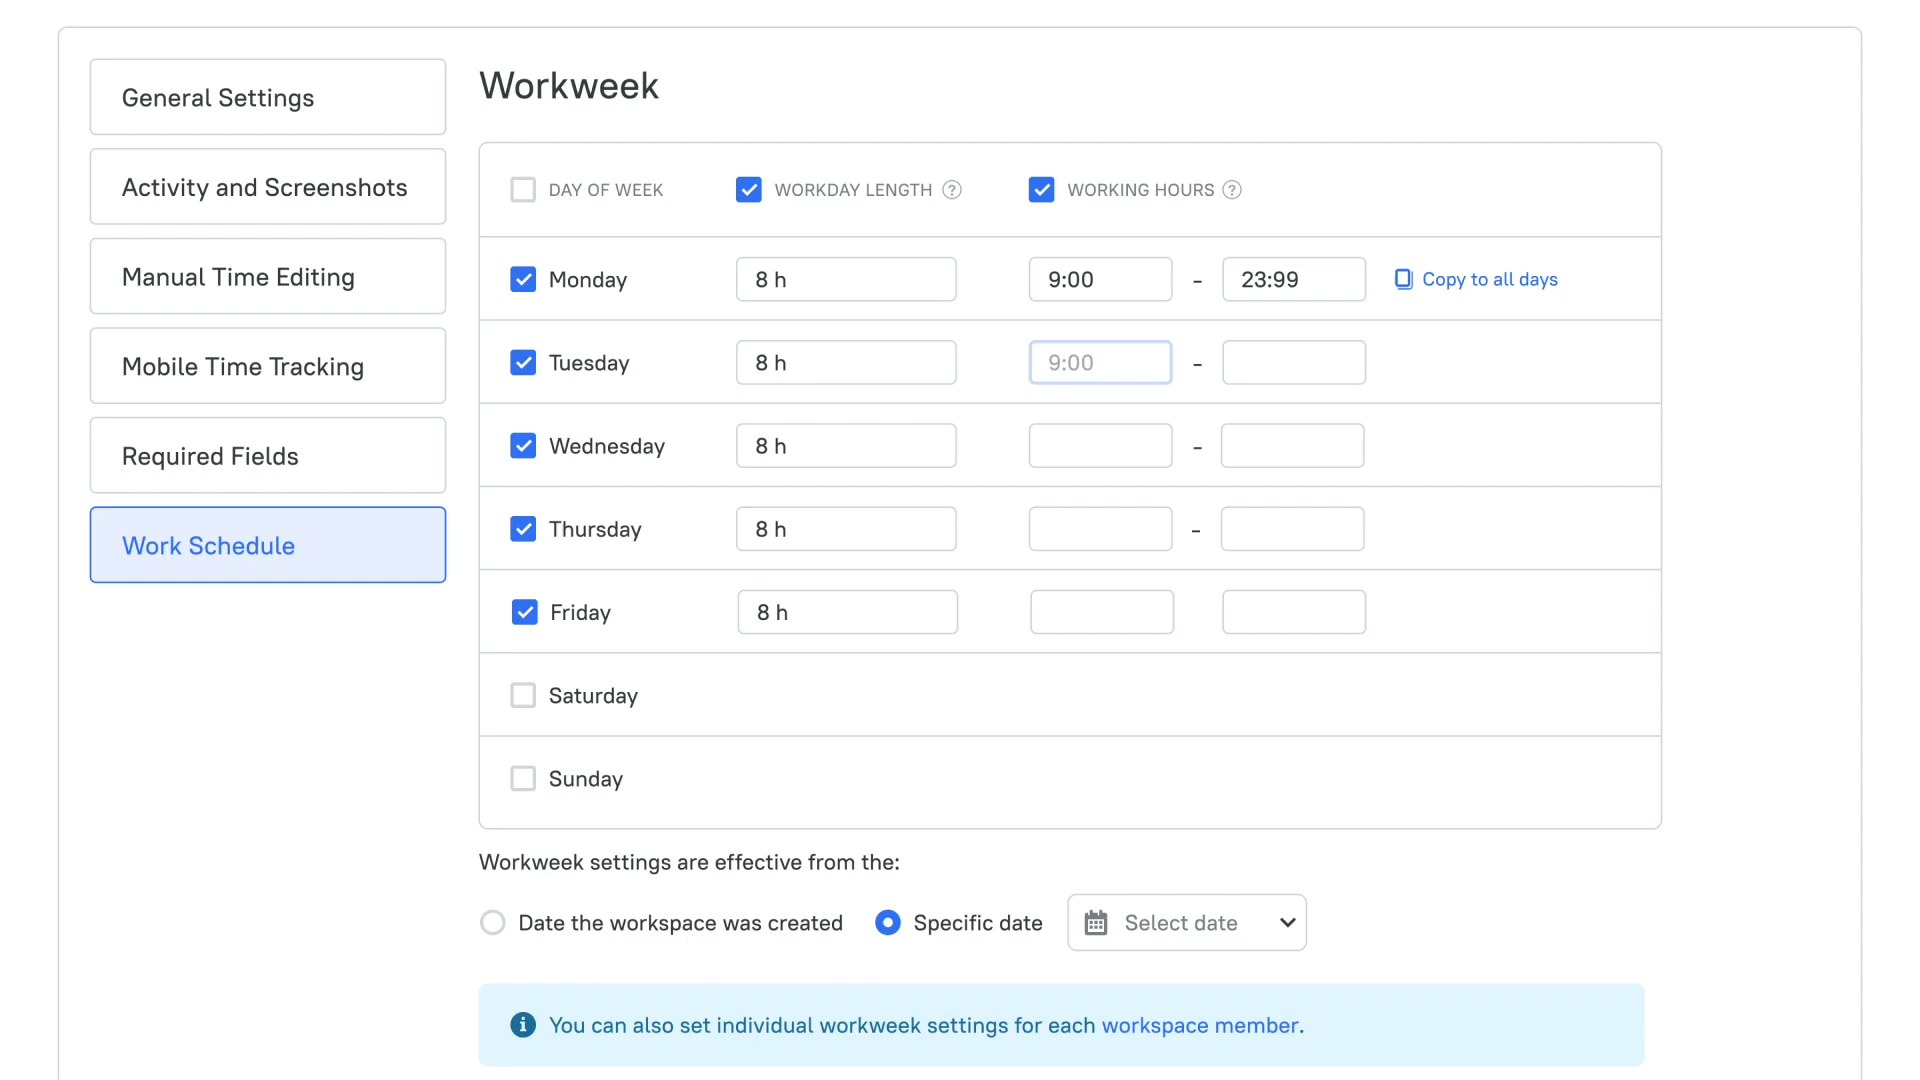 General Settings
Activity and Screenshots
Manual Time Editing
Mobile Time Tracking
Required Fields
Work Schedule
Workweek
DAY OF WEEK WORKDAY LENGTH ? WORKING HOURS ?
Monday 8 h 9:00 - 23:99 Copy to all days
Tuesday 8 h 9:00 -
Wednesday 8 h -
Thursday 8 h -
Friday 8 h
Saturday
Sunday
Workweek settings are effective from the:
Date the workspace was created Specific date Select date
You can also set individual workweek settings for each workspace member.